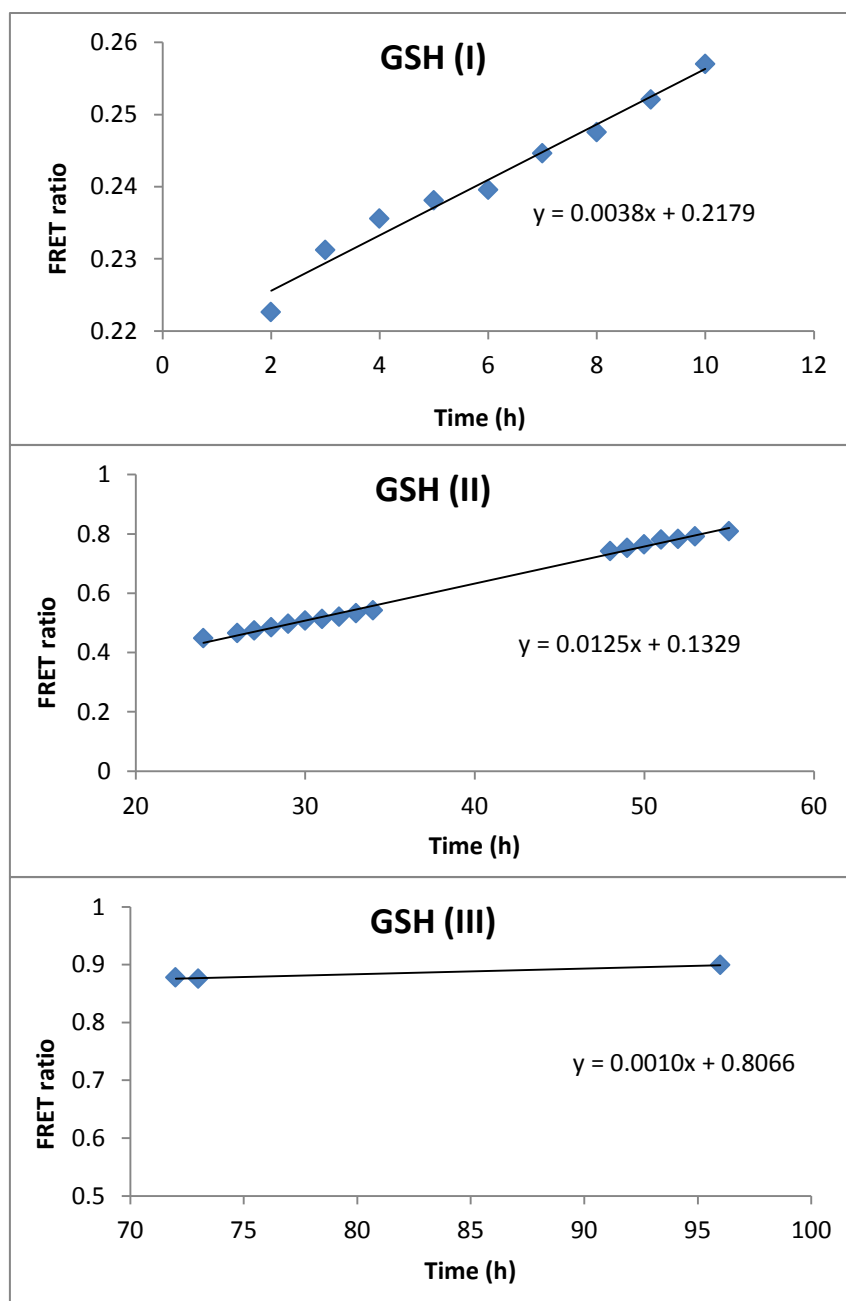 GSH (I)
0.26
0.25
0.24
0.23
0.22
FRET ratio
y = 0.0038x + 0.2179
0 2 4 6 8 10 12
Time (h)
GSH (II)
1
0.8
0.6
0.4
0.2
0
FRET ratio
y = 0.0125x + 0.1329
20 30 40 50 60
Time (h)
GSH (III)
1
0.9
0.8
0.7
0.6
0.5
FRET ratio
y = 0.0010x + 0.8066
70 75 80 85 90 95 100
Time (h)